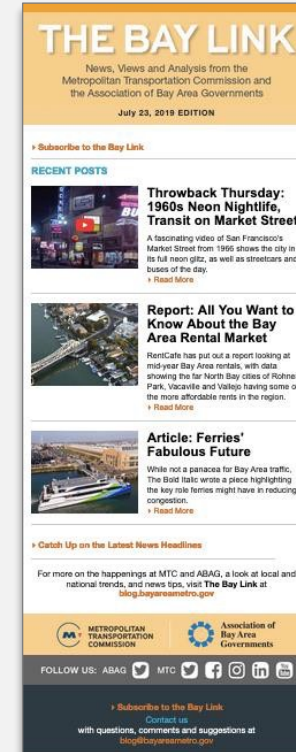 THE BAY LINK
News, Views and Analysis from the
Metropolitan Transportation Commission and
the Association of Bay Area Governments
July 23, 2019 EDITION
Subscribe to the Bay Link
RECENT POSTS
Throwback Thursday:
1960s Neon Nightlife,
Transit on Market Street
A fascinating video of San Francisco's
Market Street from 1966 shows the city in
its full neon glitz, as well as streetcars and
buses of the day.
Read More
Report: All You Want to
Know About the Bay
Area Rental Market
RentCafe has put out a report looking at
mid-year Bay Area rentals, with data
showing the far North Bay cities of Rohner
Park, Vacaville and Vallejo having some o
the more affordable rents in the region.
Read More
Article: Ferries'
Fabulous Future
While not a panacea for Bay Area traffic,
The Bold Italic wrote a piece highlighting
the key role ferries might have in reducing
congestion.
Read More
Catch Up on the Latest News Headlines
For more on the happenings at MTC and ABAG, a look at local and
national trends, and news tips, visit The Bay Link at
blog.bayareametro.gov
METROPOLITAN
TRANSPORTATION
COMMISSION
Association of
Bay Area
Governments
FOLLOW US: ABAG MTC
Subscribe to the Bay Link
Contact us
with questions, comments and suggestions at
blog@bayareametro.gov